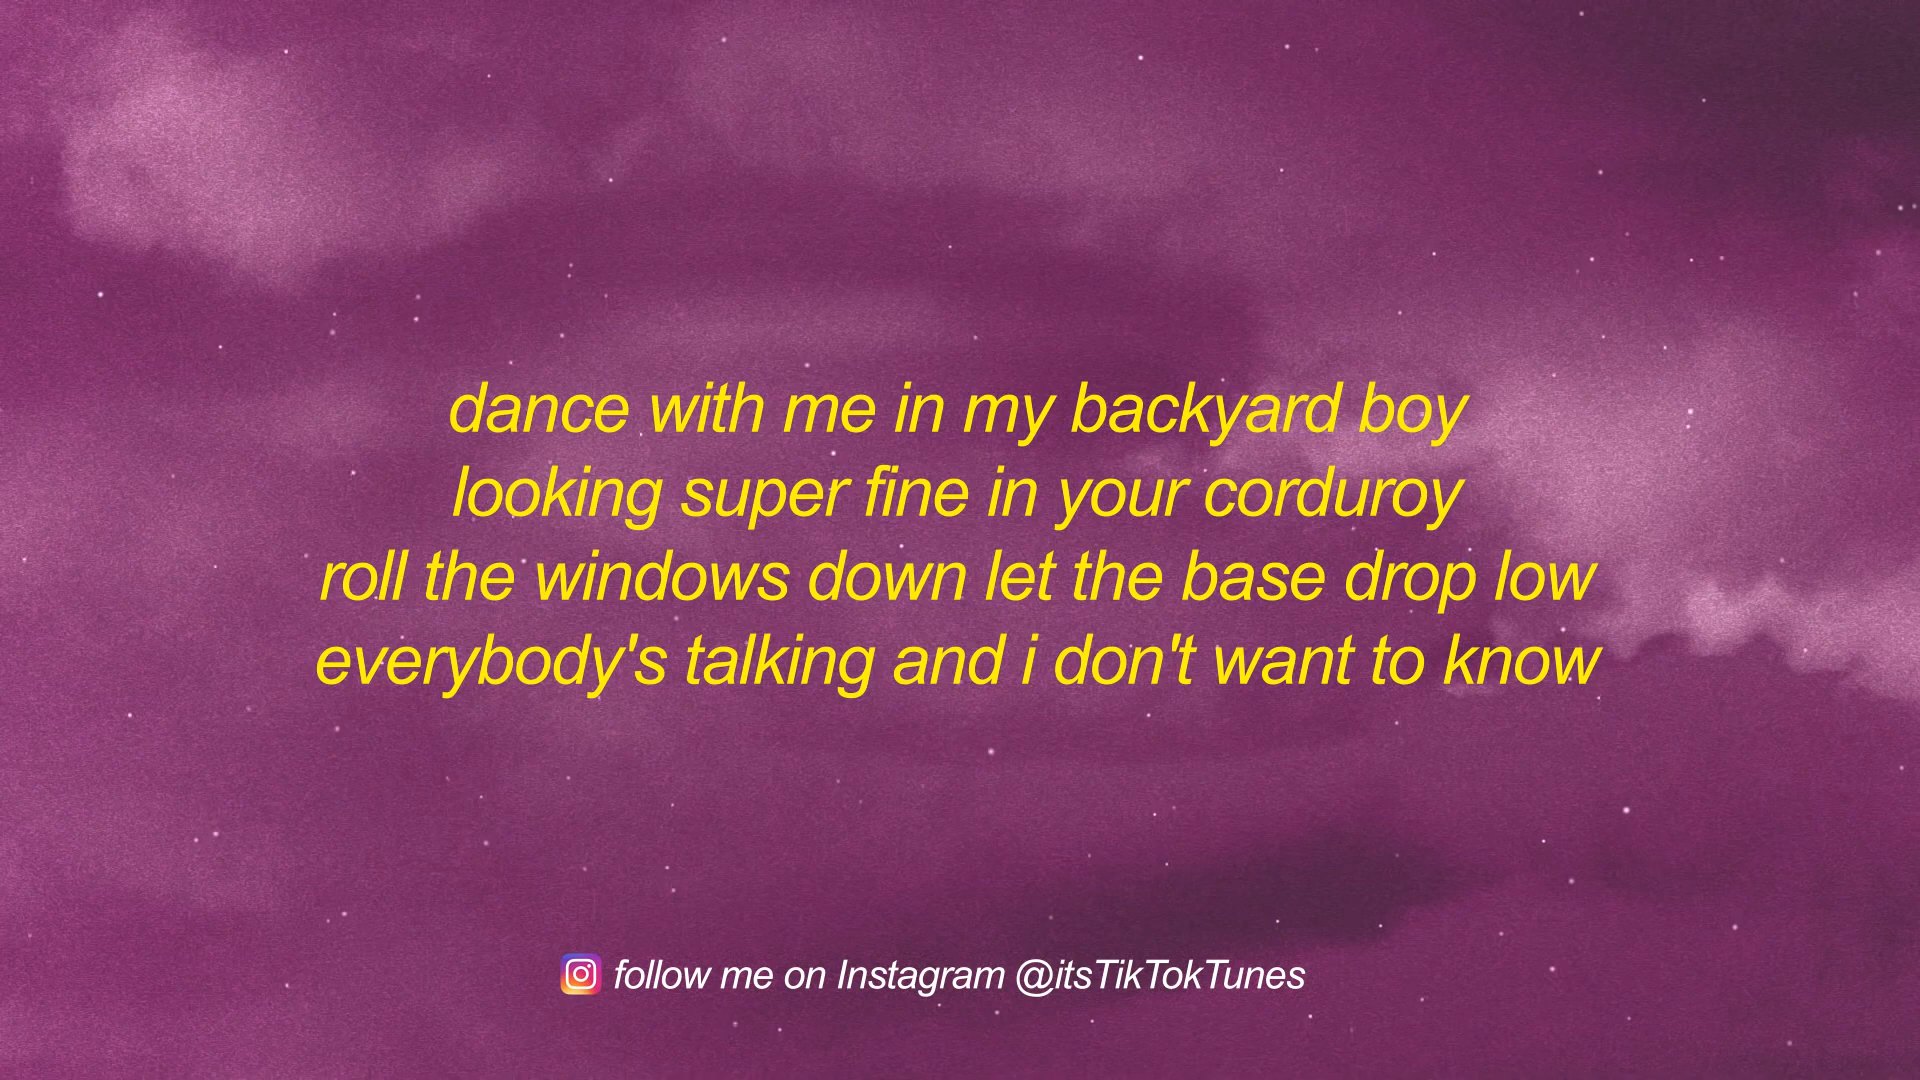 dance with me in my backyard boy
looking super fine in your corduroy
roll the windows down let the base drop low
everybody's talking and i don't want to know
follow me on Instagram @itsTikTokTunes